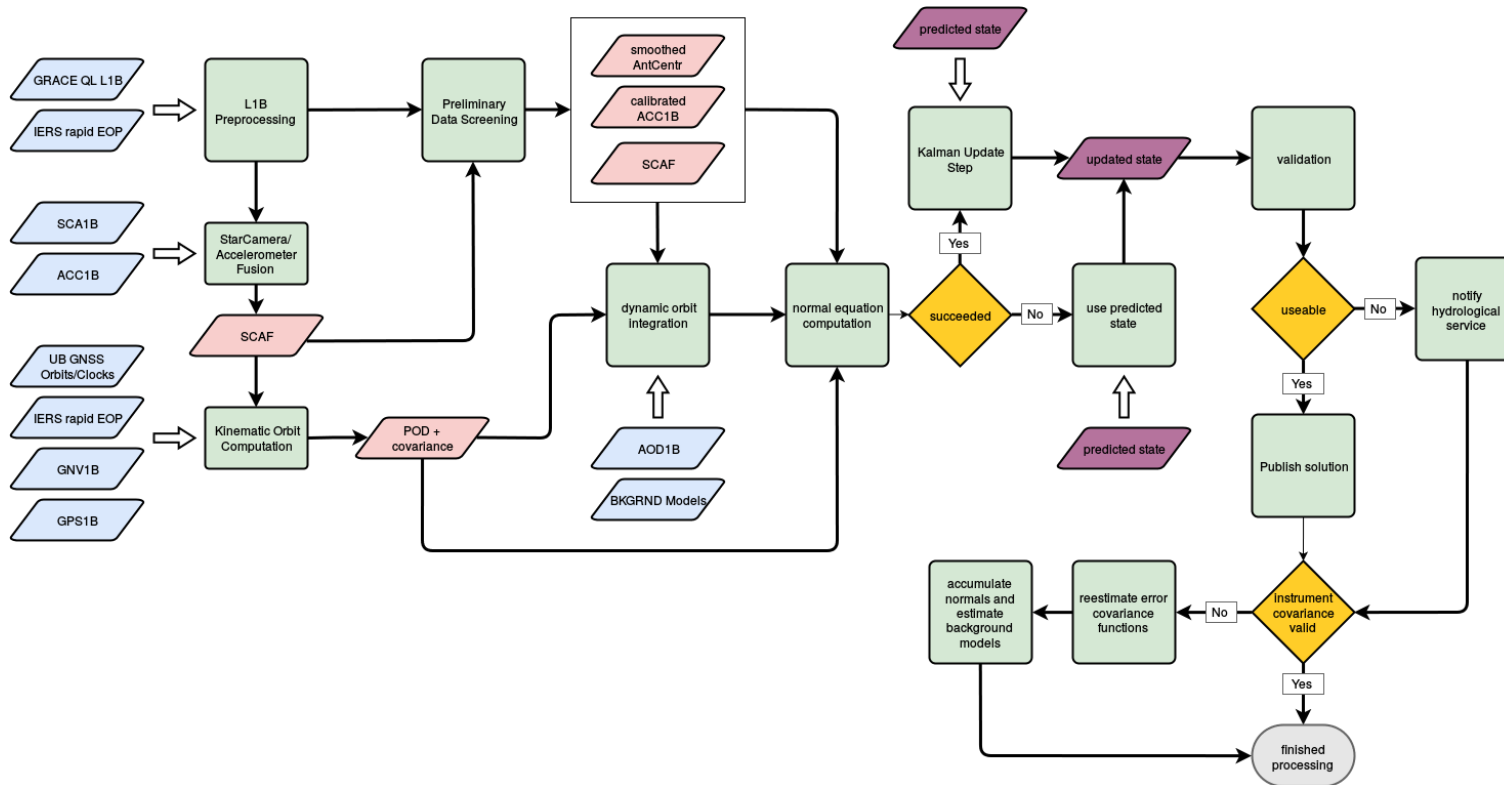 GRACE QL L1B
IERS rapid EOP
L1B
Preprocessing
Preliminary
Data Screening
smoothed
AntCentr
calibrated
ACC1B
SCAF
predicted state
Kalman Update
Step
updated state
validation
SCA1B
ACC1B
StarCamera/
Accelerometer
Fusion
SCAF
dynamic orbit
integration
normal equation
computation
Yes
succeeded
No
use predicted
state
useable
No
notify
hydrological
service
UB GNSS
Orbits/Clocks
IERS rapid EOP
GNV1B
GPS1B
Kinematic Orbit
Computation
POD +
covariance
AOD1B
BKGRND Models
predicted state
Yes
Publish solution
accumulate
normals and
estimate
background
models
reestimate error
covariance
functions
No
instrument
covariance
valid
Yes
finished
processing